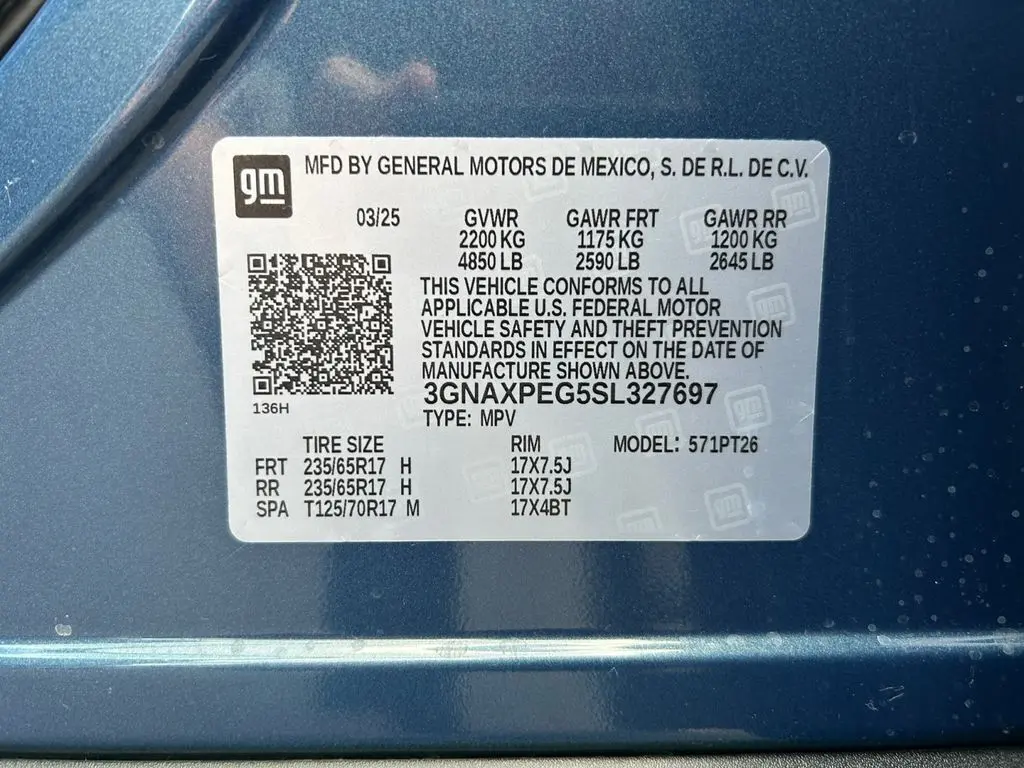 gm MFD BY GENERAL MOTORS DE MEXICO, S. DE R.L. DE C.V.
03/25 GVWR GAWR FRT GAWR RR
2200 KG 1175 KG 1200 KG
4850 LB 2590 LB 2645 LB
THIS VEHICLE CONFORMS TO ALL
APPLICABLE U.S. FEDERAL MOTOR
VEHICLE SAFETY AND THEFT PREVENTION
STANDARDS IN EFFECT ON THE DATE OF
MANUFACTURE SHOWN ABOVE.
3GNAXPEG5SL327697
136H
TYPE: MPV
TIRE SIZE RIM MODEL: 571PT26
FRT 235/65R17 H 17X7.5J
RR 235/65R17 H 17X7.5J
SPA T125/70R17 M 17X4BT